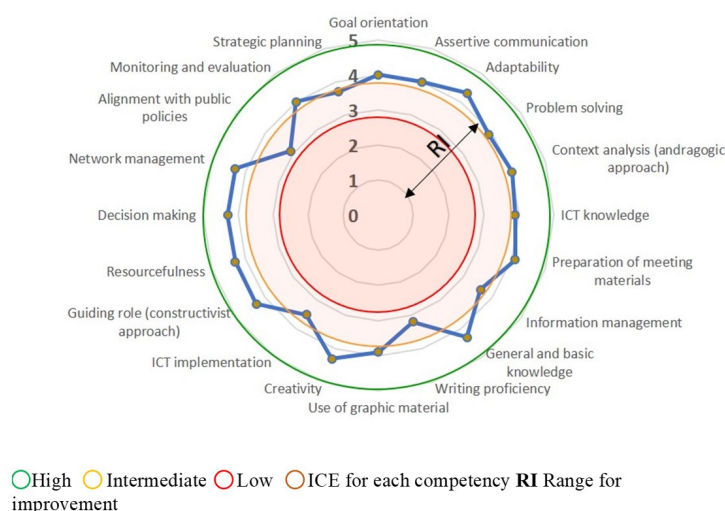 Goal orientation
Strategic planning
Assertive communication
Monitoring and evaluation
Adaptability
Alignment with public
policies
Problem solving
Network management
Context analysis (andragogic
approach)
Decision making
ICT knowledge
Resourcefulness
Preparation of meeting
materials
Guiding role (constructivist
approach)
Information management
ICT implementation
General and basic
knowledge
Creativity
Writing proficiency
Use of graphic material
5
4
3
2
1
0
RI
High Intermediate Low ICE for each competency RI Range for
improvement